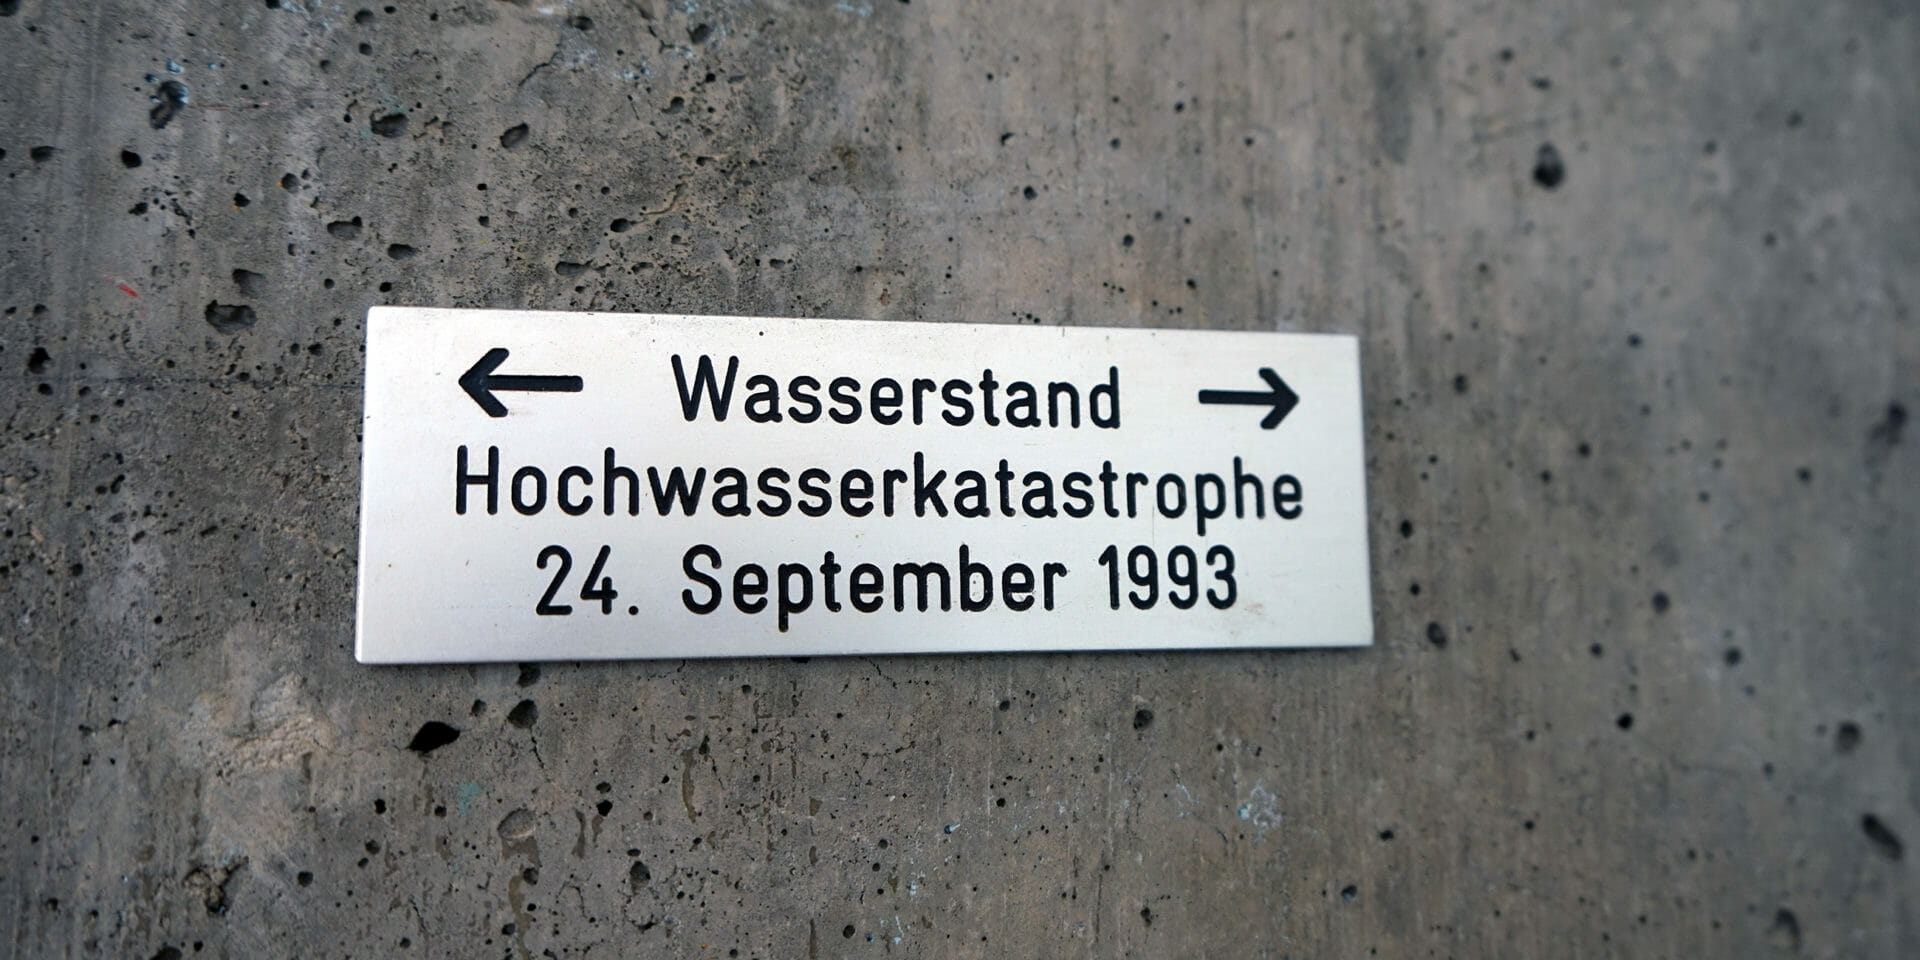 ← Wasserstand →
Hochwasserkatastrophe
24. September 1993